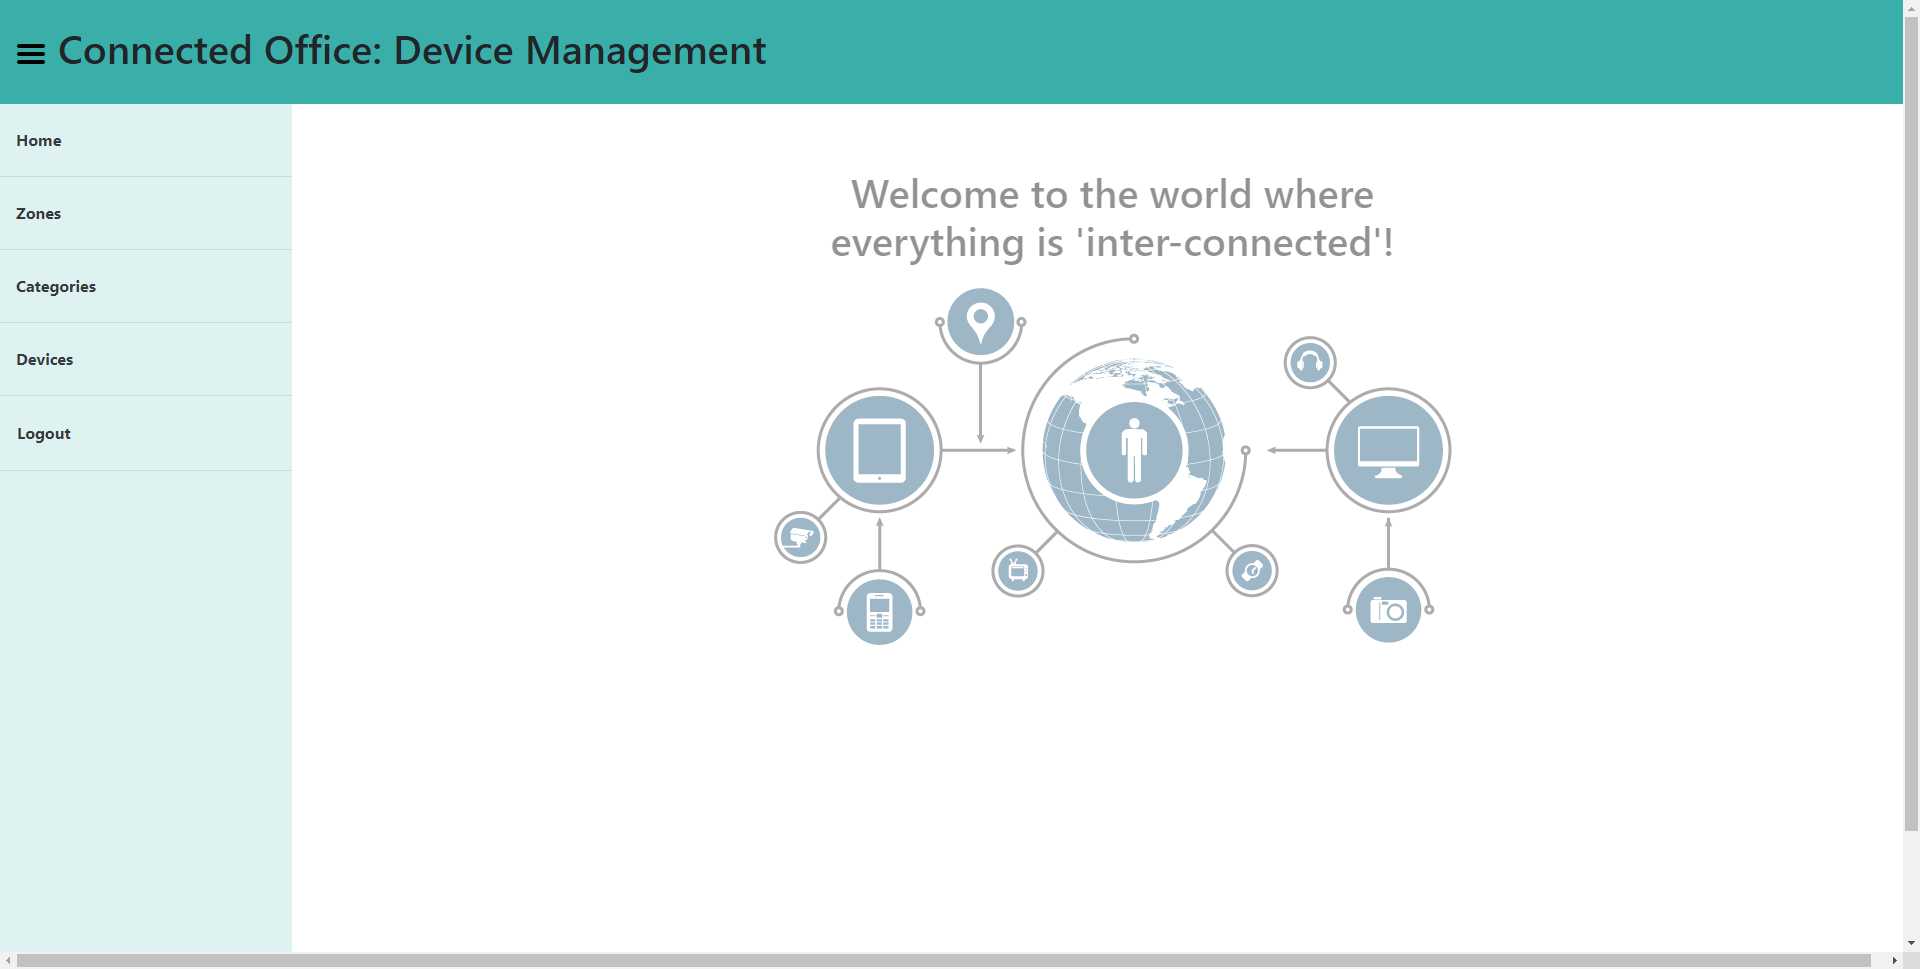 Connected Office: Device Management
Home
Zones
Categories
Devices
Logout
Welcome to the world where
everything is 'inter-connected'!